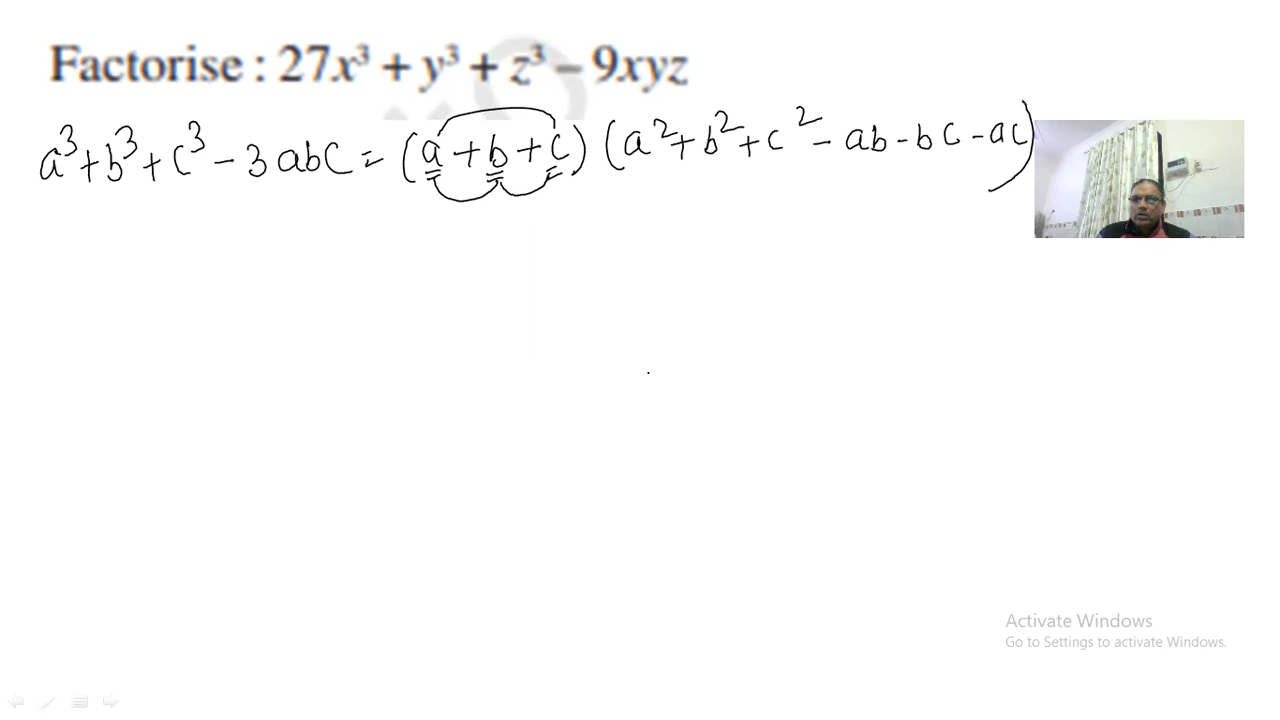 Factorise : 27x³ + y³ + z³ – 9xyz
a³ + b³ + c³ - 3abc = (a + b + c) (a² + b² + c² - ab - bc - ac)
Activate Windows
Go to Settings to activate Windows.